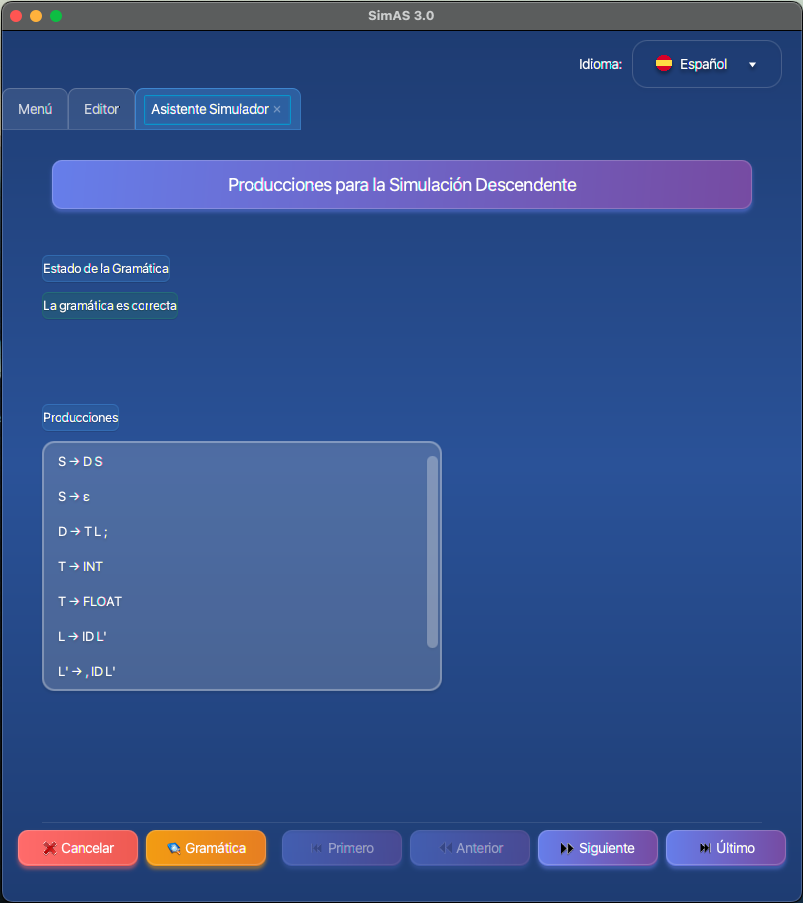 SimAS 3.0
Idioma: Español
Menú Editor Asistente Simulador ×
Producciones para la Simulación Descendente
Estado de la Gramática
La gramática es correcta
Producciones
S → D S
S → ε
D → T L ;
T → INT
T → FLOAT
L → ID L'
L' → , ID L'
Cancelar Gramática Primero Anterior Siguiente Último